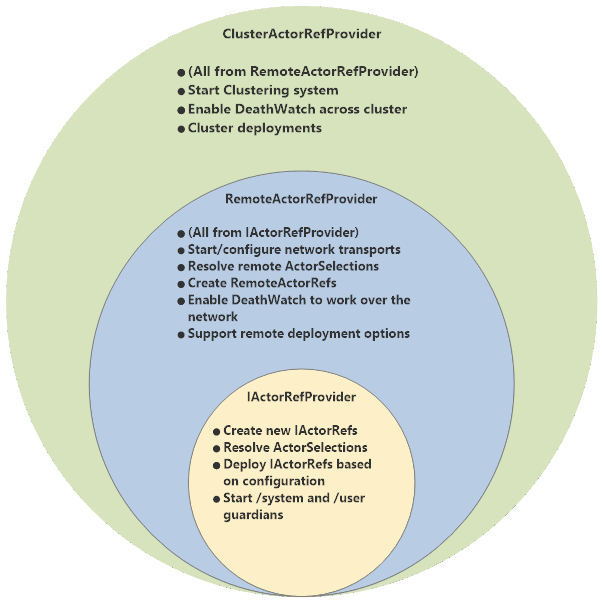 ClusterActorRefProvider
● (All from RemoteActorRefProvider)
● Start Clustering system
● Enable DeathWatch across cluster
● Cluster deployments
RemoteActorRefProvider
● (All from IActorRefProvider)
● Start/configure network transports
● Resolve remote ActorSelections
● Create RemoteActorRefs
● Enable DeathWatch to work over the
network
● Support remote deployment options
IActorRefProvider
● Create new IActorRefs
● Resolve ActorSelections
● Deploy IActorRefs based
on configuration
● Start /system and /user
guardians